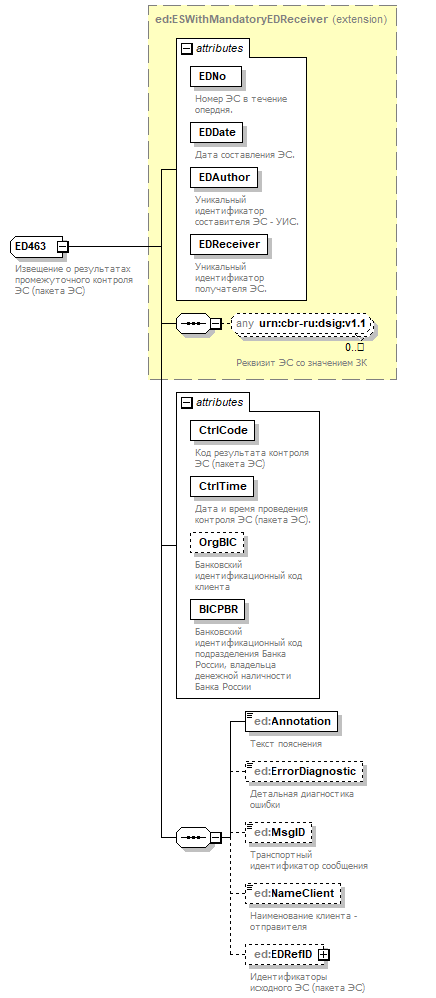 ed:ESWithMandatoryEDReceiver (extension)
attributes
EDNo
Номер ЭС в течение
опердня.
EDDate
Дата составления ЭС.
EDAuthor
Уникальный
идентификатор
составителя ЭС - УИС.
EDReceiver
Уникальный
идентификатор
получателя ЭС.
ED463
Извещение о результатах
промежуточного контроля
ЭС (пакета ЭС)
any urn:cbr-ru:dsig:v1.1
0..
Реквизит ЭС со значением ЗК
attributes
CtrlCode
Код результата контроля
ЭС (пакета ЭС)
CtrlTime
Дата и время проведения
контроля ЭС (пакета ЭС).
OrgBIC
Банковский
идентификационный код
клиента
BICPBR
Банковский
идентификационный код
подразделения Банка
России, владельца
денежной наличности
Банка России
ed:Annotation
Текст пояснения
ed:ErrorDiagnostic
Детальная диагностика
ошибки
ed:MsgID
Транспортный
идентификатор сообщения
ed:NameClient
Наименование клиента -
отправителя
ed:EDRefID
Идентификаторы
исходного ЭС (пакета ЭС)